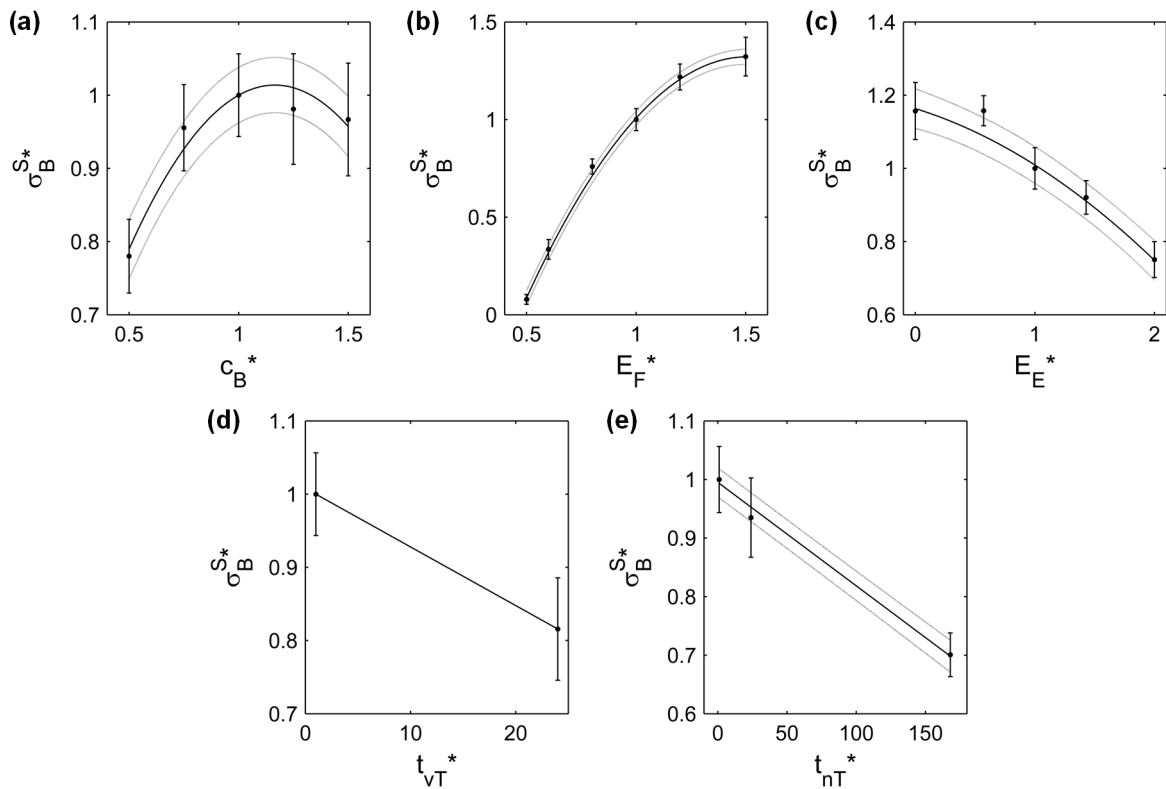 (a)
1.1
1
0.9
0.8
0.7
σ_B^S*
0.5 1 1.5
c_B*
(b)
1.5
1
0.5
0
σ_B^S*
0.5 1 1.5
E_F*
(c)
1.4
1.2
1
0.8
0.6
σ_B^S*
0 1 2
E_E*
(d)
1.1
1
0.9
0.8
0.7
σ_B^S*
0 10 20
t_vT*
(e)
1.1
1
0.9
0.8
0.7
0.6
σ_B^S*
0 50 100 150
t_nT*